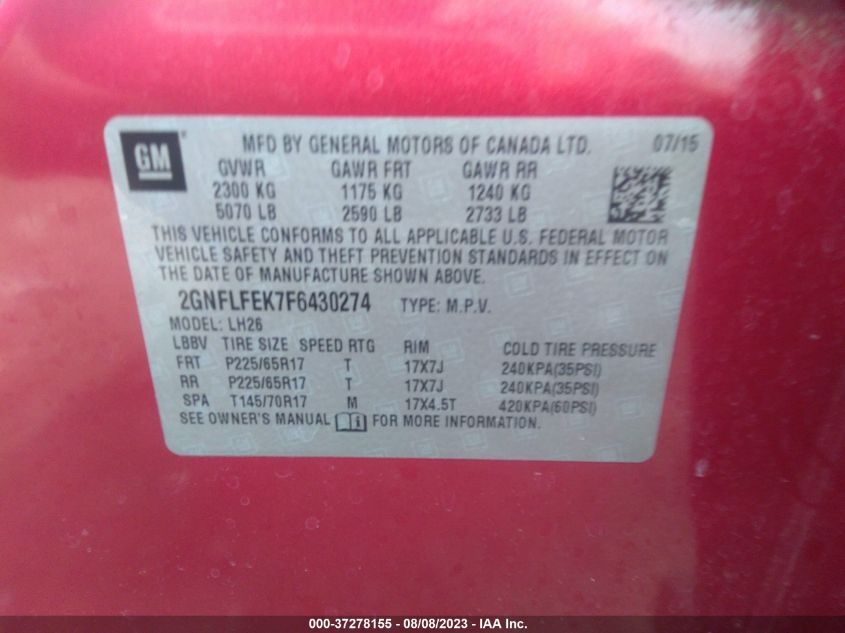 GM MFD BY GENERAL MOTORS OF CANADA LTD. 07/15
GVWR GAWR FRT GAWR RR
2300 KG 1175 KG 1240 KG
5070 LB 2590 LB 2733 LB
THIS VEHICLE CONFORMS TO ALL APPLICABLE U.S. FEDERAL MOTOR
VEHICLE SAFETY AND THEFT PREVENTION STANDARDS IN EFFECT ON
THE DATE OF MANUFACTURE SHOWN ABOVE.
2GNFLFEK7F6430274 TYPE: M.P.V.
MODEL: LH26
LBBV TIRE SIZE SPEED RTG RIM COLD TIRE PRESSURE
FRT P225/65R17 T 17X7J 240KPA(35PSI)
RR P225/65R17 T 17X7J 240KPA(35PSI)
SPA T145/70R17 M 17X4.5T 420KPA(60PSI)
SEE OWNER'S MANUAL FOR MORE INFORMATION.
000-37278155 - 08/08/2023 - IAA Inc.